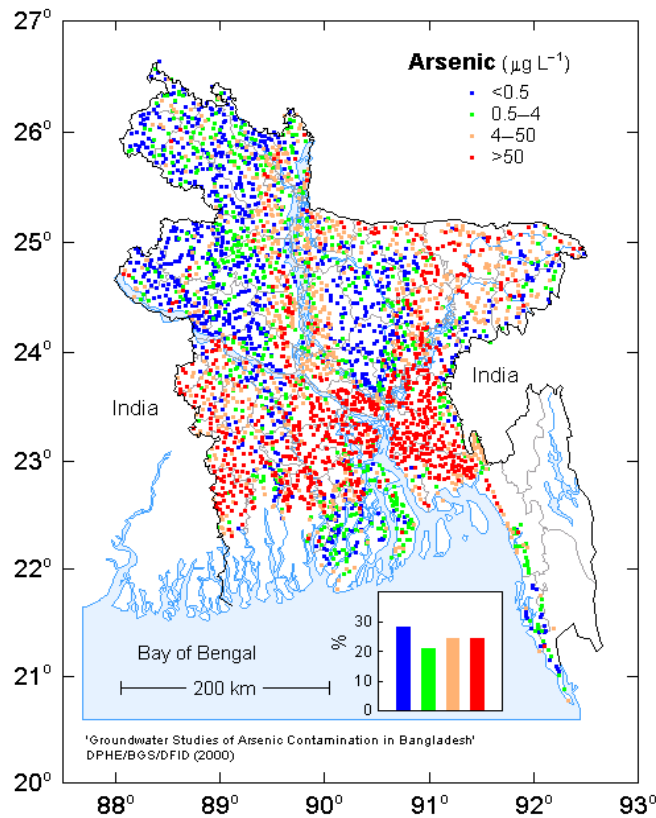 27°
26°
25°
24°
23°
22°
21°
20°
Arsenic (μg L⁻¹)
<0.5
0.5–4
4–50
>50
India
India
Bay of Bengal
200 km
%
30
20
10
0
'Groundwater Studies of Arsenic Contamination in Bangladesh'
DPHE/BGS/DFID (2000)
88° 89° 90° 91° 92° 93°